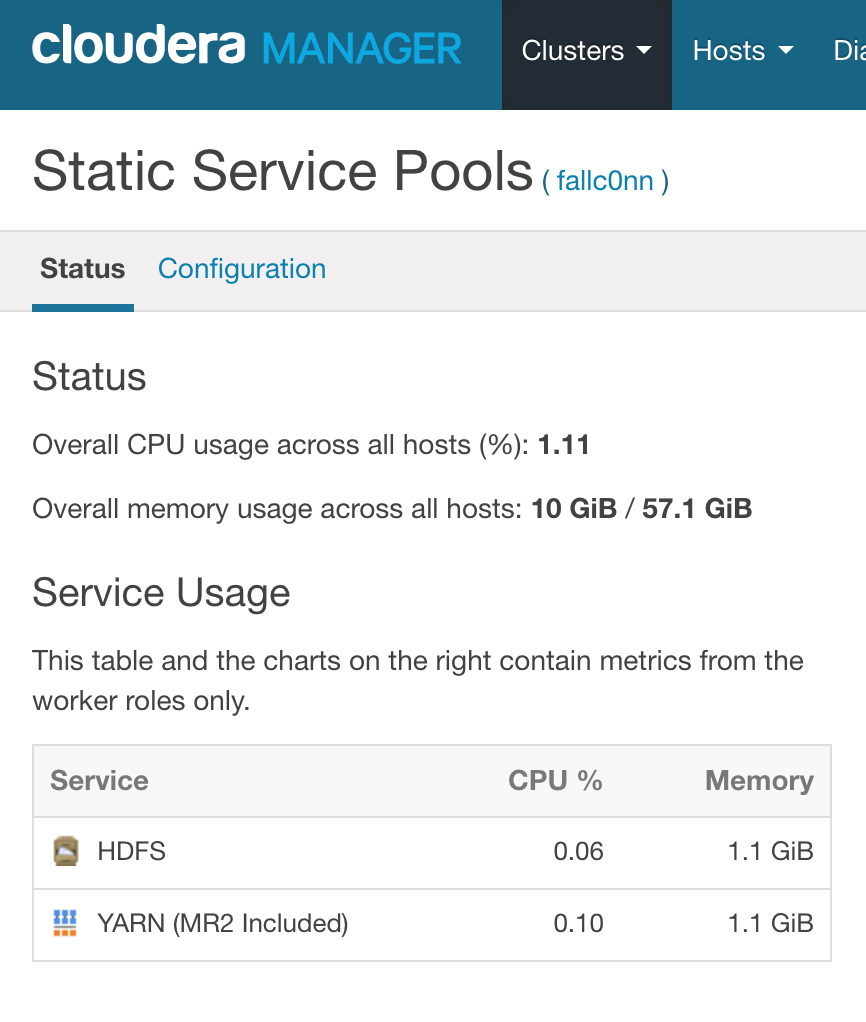 cloudera MANAGER Clusters Hosts Dia
Static Service Pools ( fallc0nn )
Status Configuration
Status
Overall CPU usage across all hosts (%): 1.11
Overall memory usage across all hosts: 10 GiB / 57.1 GiB
Service Usage
This table and the charts on the right contain metrics from the
worker roles only.
Service CPU % Memory
HDFS 0.06 1.1 GiB
YARN (MR2 Included) 0.10 1.1 GiB